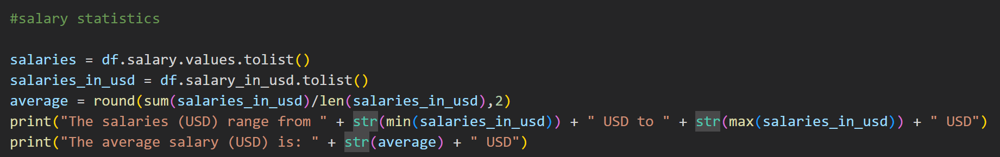 #salary statistics
salaries = df.salary.values.tolist()
salaries_in_usd = df.salary_in_usd.tolist()
average = round(sum(salaries_in_usd)/len(salaries_in_usd),2)
print("The salaries (USD) range from " + str(min(salaries_in_usd)) + " USD to " + str(max(salaries_in_usd)) + " USD")
print("The average salary (USD) is: " + str(average) + " USD")